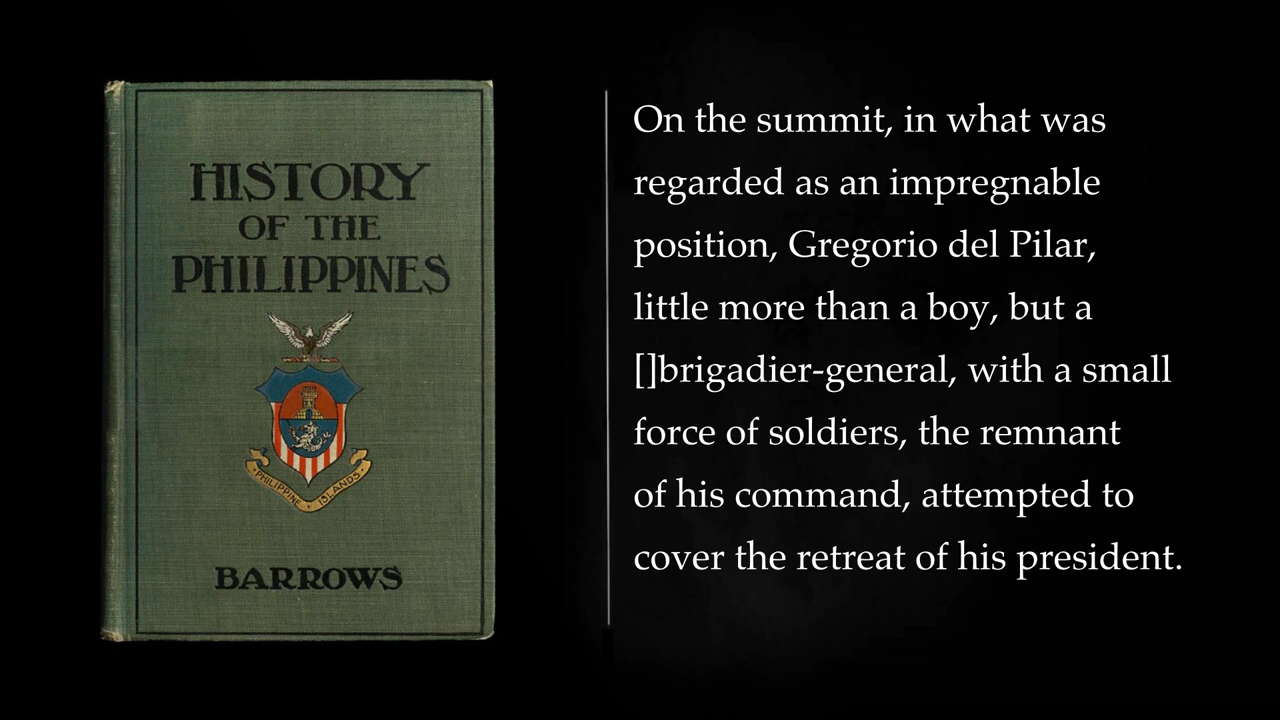 HISTORY
OF THE
PHILIPPINES
PHILIPPINE ISLANDS
BARROWS
On the summit, in what was
regarded as an impregnable
position, Gregorio del Pilar,
little more than a boy, but a
[]brigadier-general, with a small
force of soldiers, the remnant
of his command, attempted to
cover the retreat of his president.